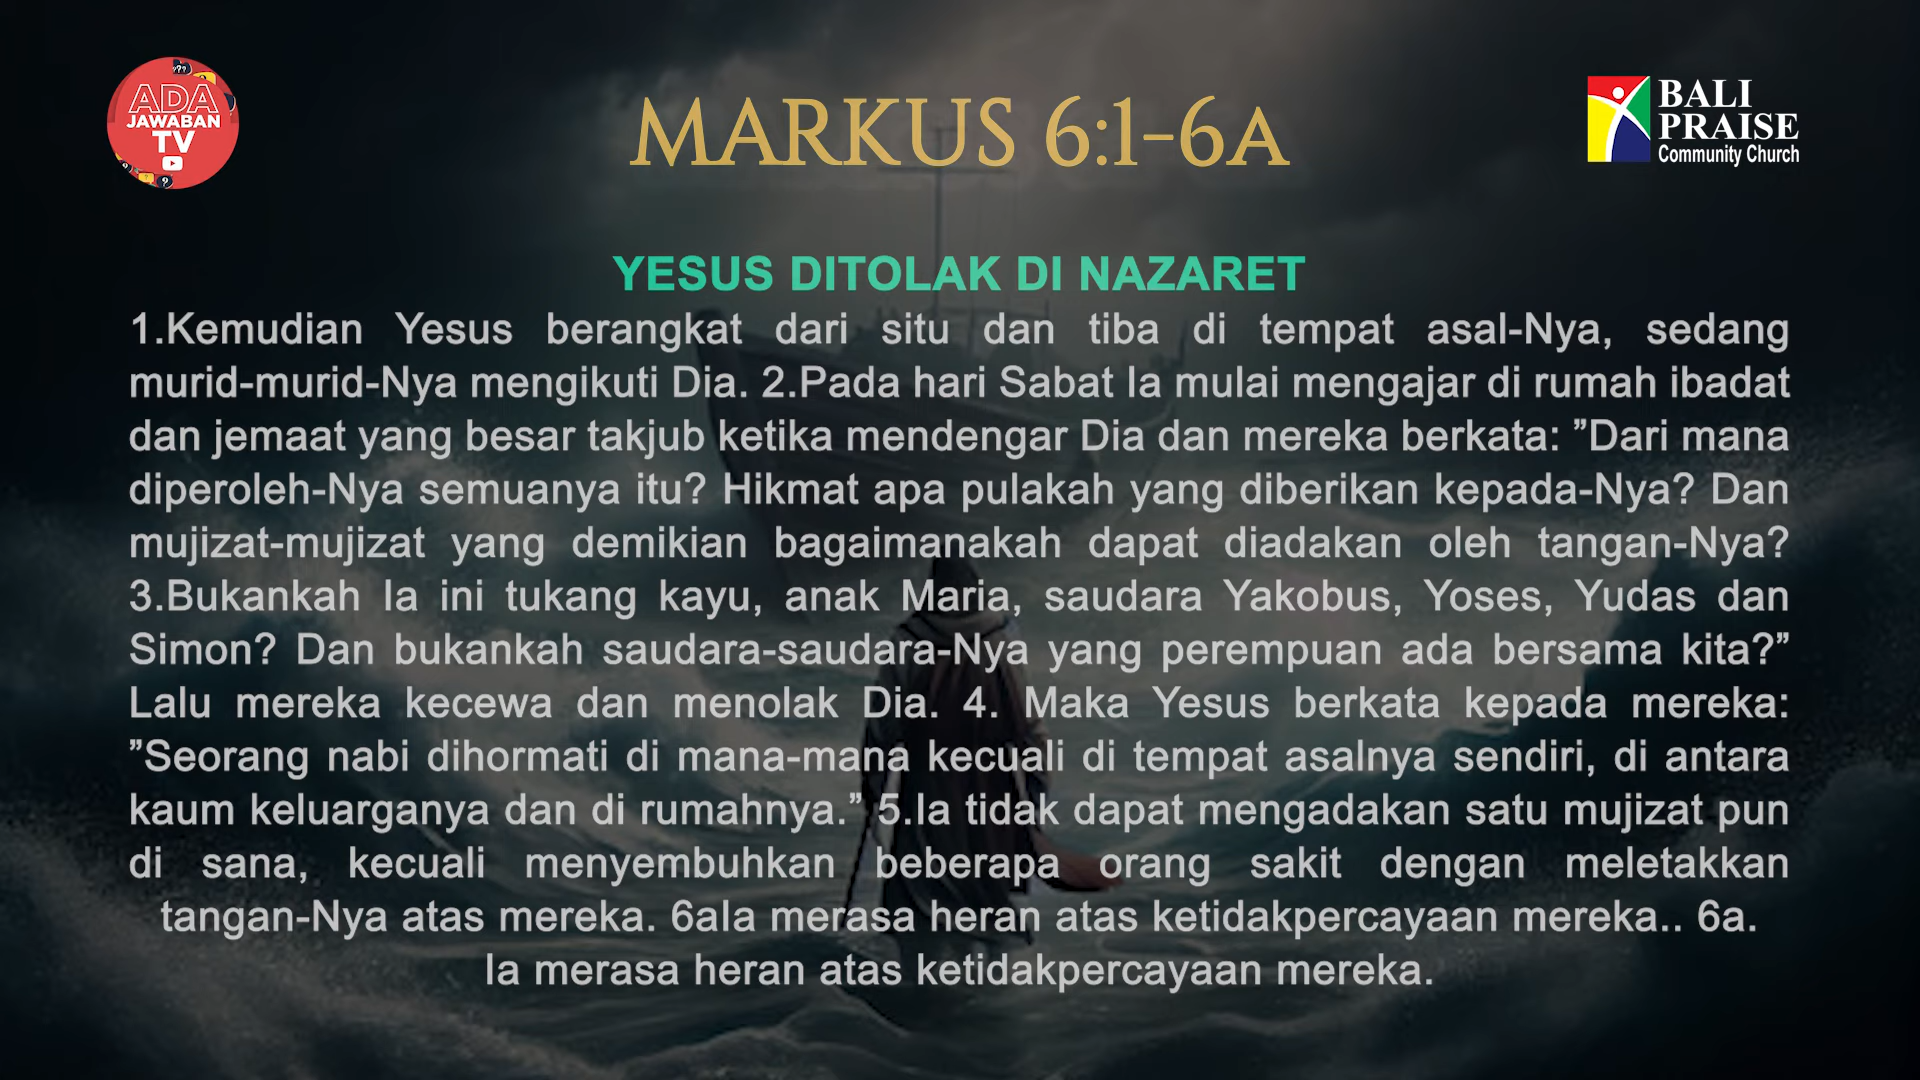 ADA
JAWABAN
TV
MARKUS 6:1-6A
BALI
PRAISE
Community Church
YESUS DITOLAK DI NAZARET
1.Kemudian Yesus berangkat dari situ dan tiba di tempat asal-Nya, sedang
murid-murid-Nya mengikuti Dia. 2.Pada hari Sabat Ia mulai mengajar di rumah ibadat
dan jemaat yang besar takjub ketika mendengar Dia dan mereka berkata: ”Dari mana
diperoleh-Nya semuanya itu? Hikmat apa pulakah yang diberikan kepada-Nya? Dan
mujizat-mujizat yang demikian bagaimanakah dapat diadakan oleh tangan-Nya?
3.Bukankah Ia ini tukang kayu, anak Maria, saudara Yakobus, Yoses, Yudas dan
Simon? Dan bukankah saudara-saudara-Nya yang perempuan ada bersama kita?”
Lalu mereka kecewa dan menolak Dia. 4. Maka Yesus berkata kepada mereka:
”Seorang nabi dihormati di mana-mana kecuali di tempat asalnya sendiri, di antara
kaum keluarganya dan di rumahnya.” 5.Ia tidak dapat mengadakan satu mujizat pun
di sana, kecuali menyembuhkan beberapa orang sakit dengan meletakkan
tangan-Nya atas mereka. 6aIa merasa heran atas ketidakpercayaan mereka.. 6a.
Ia merasa heran atas ketidakpercayaan mereka.